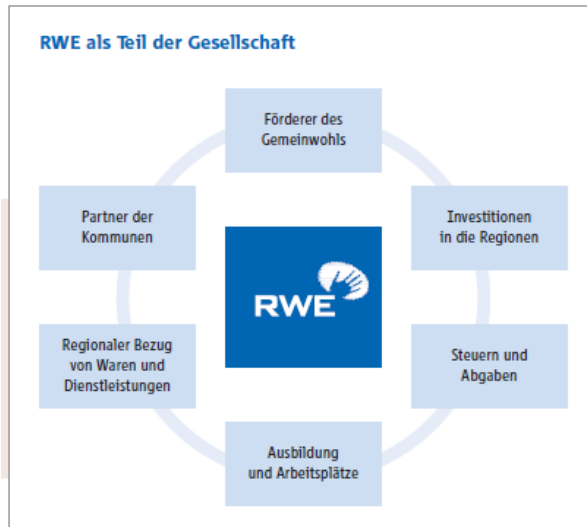 RWE als Teil der Gesellschaft
Förderer des
Gemeinwohls
Partner der
Kommunen
Investitionen
in die Regionen
RWE
Regionaler Bezug
von Waren und
Dienstleistungen
Steuern und
Abgaben
Ausbildung
und Arbeitsplätze